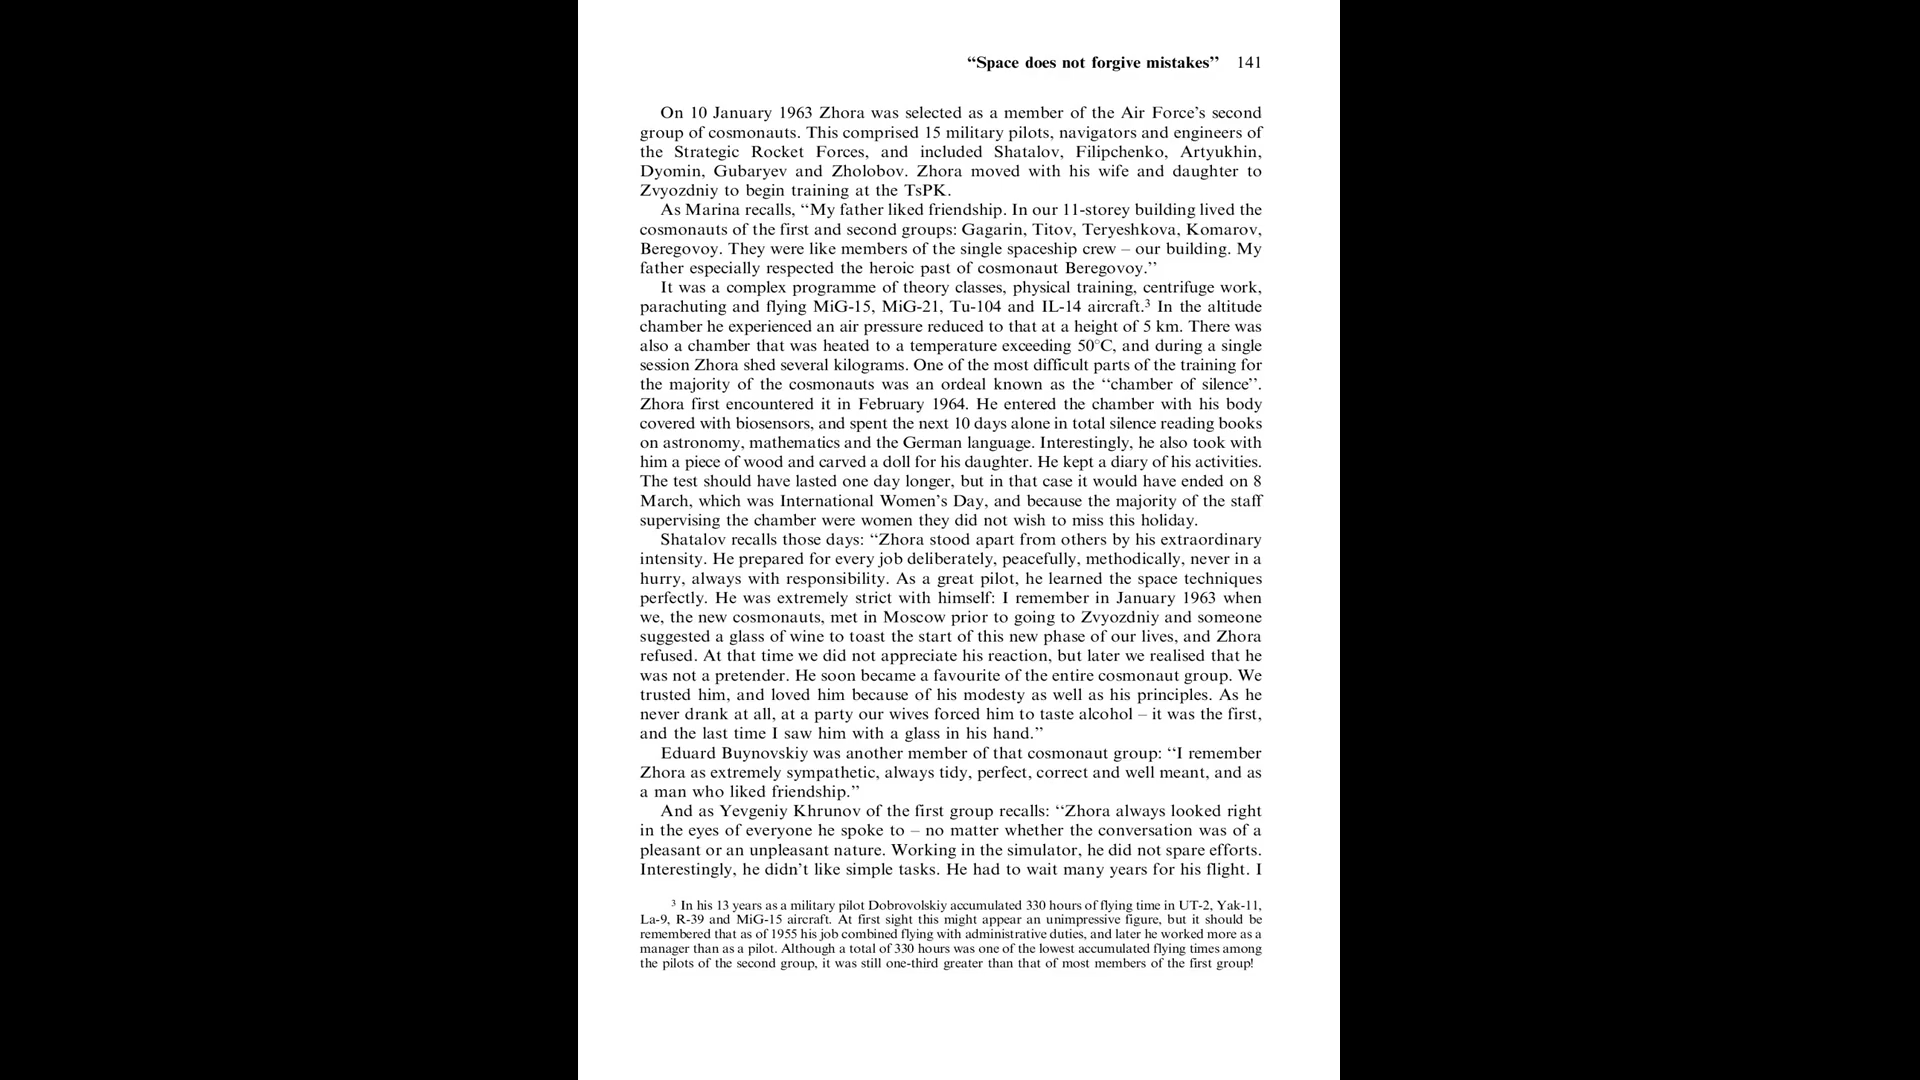 “Space does not forgive mistakes” 141
On 10 January 1963 Zhora was selected as a member of the Air Force’s second
group of cosmonauts. This comprised 15 military pilots, navigators and engineers of
the Strategic Rocket Forces, and included Shatalov, Filipchenko, Artyukhin,
Dyomin, Gubaryev and Zholobov. Zhora moved with his wife and daughter to
Zvyozdniy to begin training at the TsPK.
As Marina recalls, ‘‘My father liked friendship. In our 11-storey building lived the
cosmonauts of the first and second groups: Gagarin, Titov, Teryeshkova, Komarov,
Beregovoy. They were like members of the single spaceship crew – our building. My
father especially respected the heroic past of cosmonaut Beregovoy.’’
It was a complex programme of theory classes, physical training, centrifuge work,
parachuting and flying MiG-15, MiG-21, Tu-104 and IL-14 aircraft.³ In the altitude
chamber he experienced an air pressure reduced to that at a height of 5 km. There was
also a chamber that was heated to a temperature exceeding 50°C, and during a single
session Zhora shed several kilograms. One of the most difficult parts of the training for
the majority of the cosmonauts was an ordeal known as the ‘‘chamber of silence’’.
Zhora first encountered it in February 1964. He entered the chamber with his body
covered with biosensors, and spent the next 10 days alone in total silence reading books
on astronomy, mathematics and the German language. Interestingly, he also took with
him a piece of wood and carved a doll for his daughter. He kept a diary of his activities.
The test should have lasted one day longer, but in that case it would have ended on 8
March, which was International Women’s Day, and because the majority of the staff
supervising the chamber were women they did not wish to miss this holiday.
Shatalov recalls those days: ‘‘Zhora stood apart from others by his extraordinary
intensity. He prepared for every job deliberately, peacefully, methodically, never in a
hurry, always with responsibility. As a great pilot, he learned the space techniques
perfectly. He was extremely strict with himself: I remember in January 1963 when
we, the new cosmonauts, met in Moscow prior to going to Zvyozdniy and someone
suggested a glass of wine to toast the start of this new phase of our lives, and Zhora
refused. At that time we did not appreciate his reaction, but later we realised that he
was not a pretender. He soon became a favourite of the entire cosmonaut group. We
trusted him, and loved him because of his modesty as well as his principles. As he
never drank at all, at a party our wives forced him to taste alcohol – it was the first,
and the last time I saw him with a glass in his hand.’’
Eduard Buynovskiy was another member of that cosmonaut group: ‘‘I remember
Zhora as extremely sympathetic, always tidy, perfect, correct and well meant, and as
a man who liked friendship.’’
And as Yevgeniy Khrunov of the first group recalls: ‘‘Zhora always looked right
in the eyes of everyone he spoke to – no matter whether the conversation was of a
pleasant or an unpleasant nature. Working in the simulator, he did not spare efforts.
Interestingly, he didn’t like simple tasks. He had to wait many years for his flight. I
³ In his 13 years as a military pilot Dobrovolskiy accumulated 330 hours of flying time in UT-2, Yak-11,
La-9, R-39 and MiG-15 aircraft. At first sight this might appear an unimpressive figure, but it should be
remembered that as of 1955 his job combined flying with administrative duties, and later he worked more as a
manager than as a pilot. Although a total of 330 hours was one of the lowest accumulated flying times among
the pilots of the second group, it was still one-third greater than that of most members of the first group!